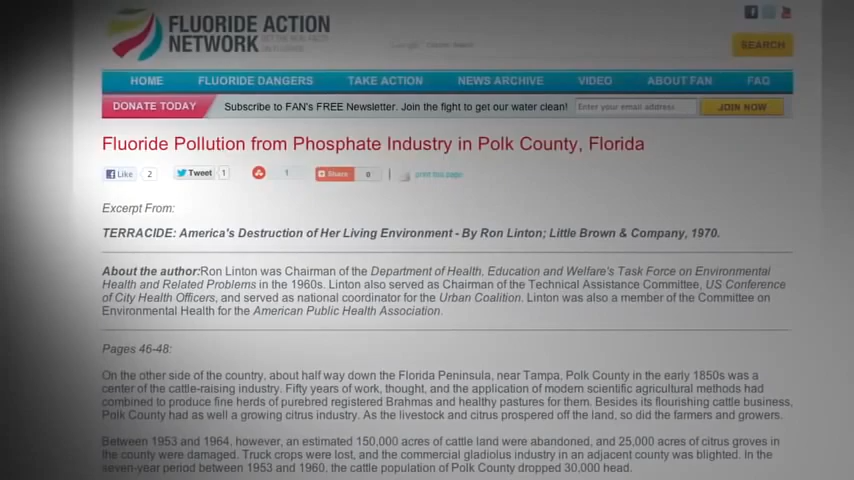 FLUORIDE ACTION
NETWORK
SEARCH
HOME FLUORIDE DANGERS TAKE ACTION NEWS ARCHIVE VIDEO ABOUT FAN FAQ
DONATE TODAY Subscribe to FAN's FREE Newsletter. Join the fight to get our water clean! Enter your email address JOIN NOW
Fluoride Pollution from Phosphate Industry in Polk County, Florida
Like 2 Tweet 1 1 Share 0 print this page
Excerpt From:
TERRACIDE: America's Destruction of Her Living Environment - By Ron Linton; Little Brown & Company, 1970.
About the author:Ron Linton was Chairman of the Department of Health, Education and Welfare's Task Force on Environmental
Health and Related Problems in the 1960s. Linton also served as Chairman of the Technical Assistance Committee, US Conference
of City Health Officers, and served as national coordinator for the Urban Coalition. Linton was also a member of the Committee on
Environmental Health for the American Public Health Association.
Pages 46-48:
On the other side of the country, about half way down the Florida Peninsula, near Tampa, Polk County in the early 1850s was a
center of the cattle-raising industry. Fifty years of work, thought, and the application of modern scientific agricultural methods had
combined to produce fine herds of purebred registered Brahmas and healthy pastures for them. Besides its flourishing cattle business,
Polk County had as well a growing citrus industry. As the livestock and citrus prospered off the land, so did the farmers and growers.
Between 1953 and 1964, however, an estimated 150,000 acres of cattle land were abandoned, and 25,000 acres of citrus groves in
the county were damaged. Truck crops were lost, and the commercial gladiolus industry in an adjacent county was blighted. In the
seven-year period between 1953 and 1960, the cattle population of Polk County dropped 30,000 head.